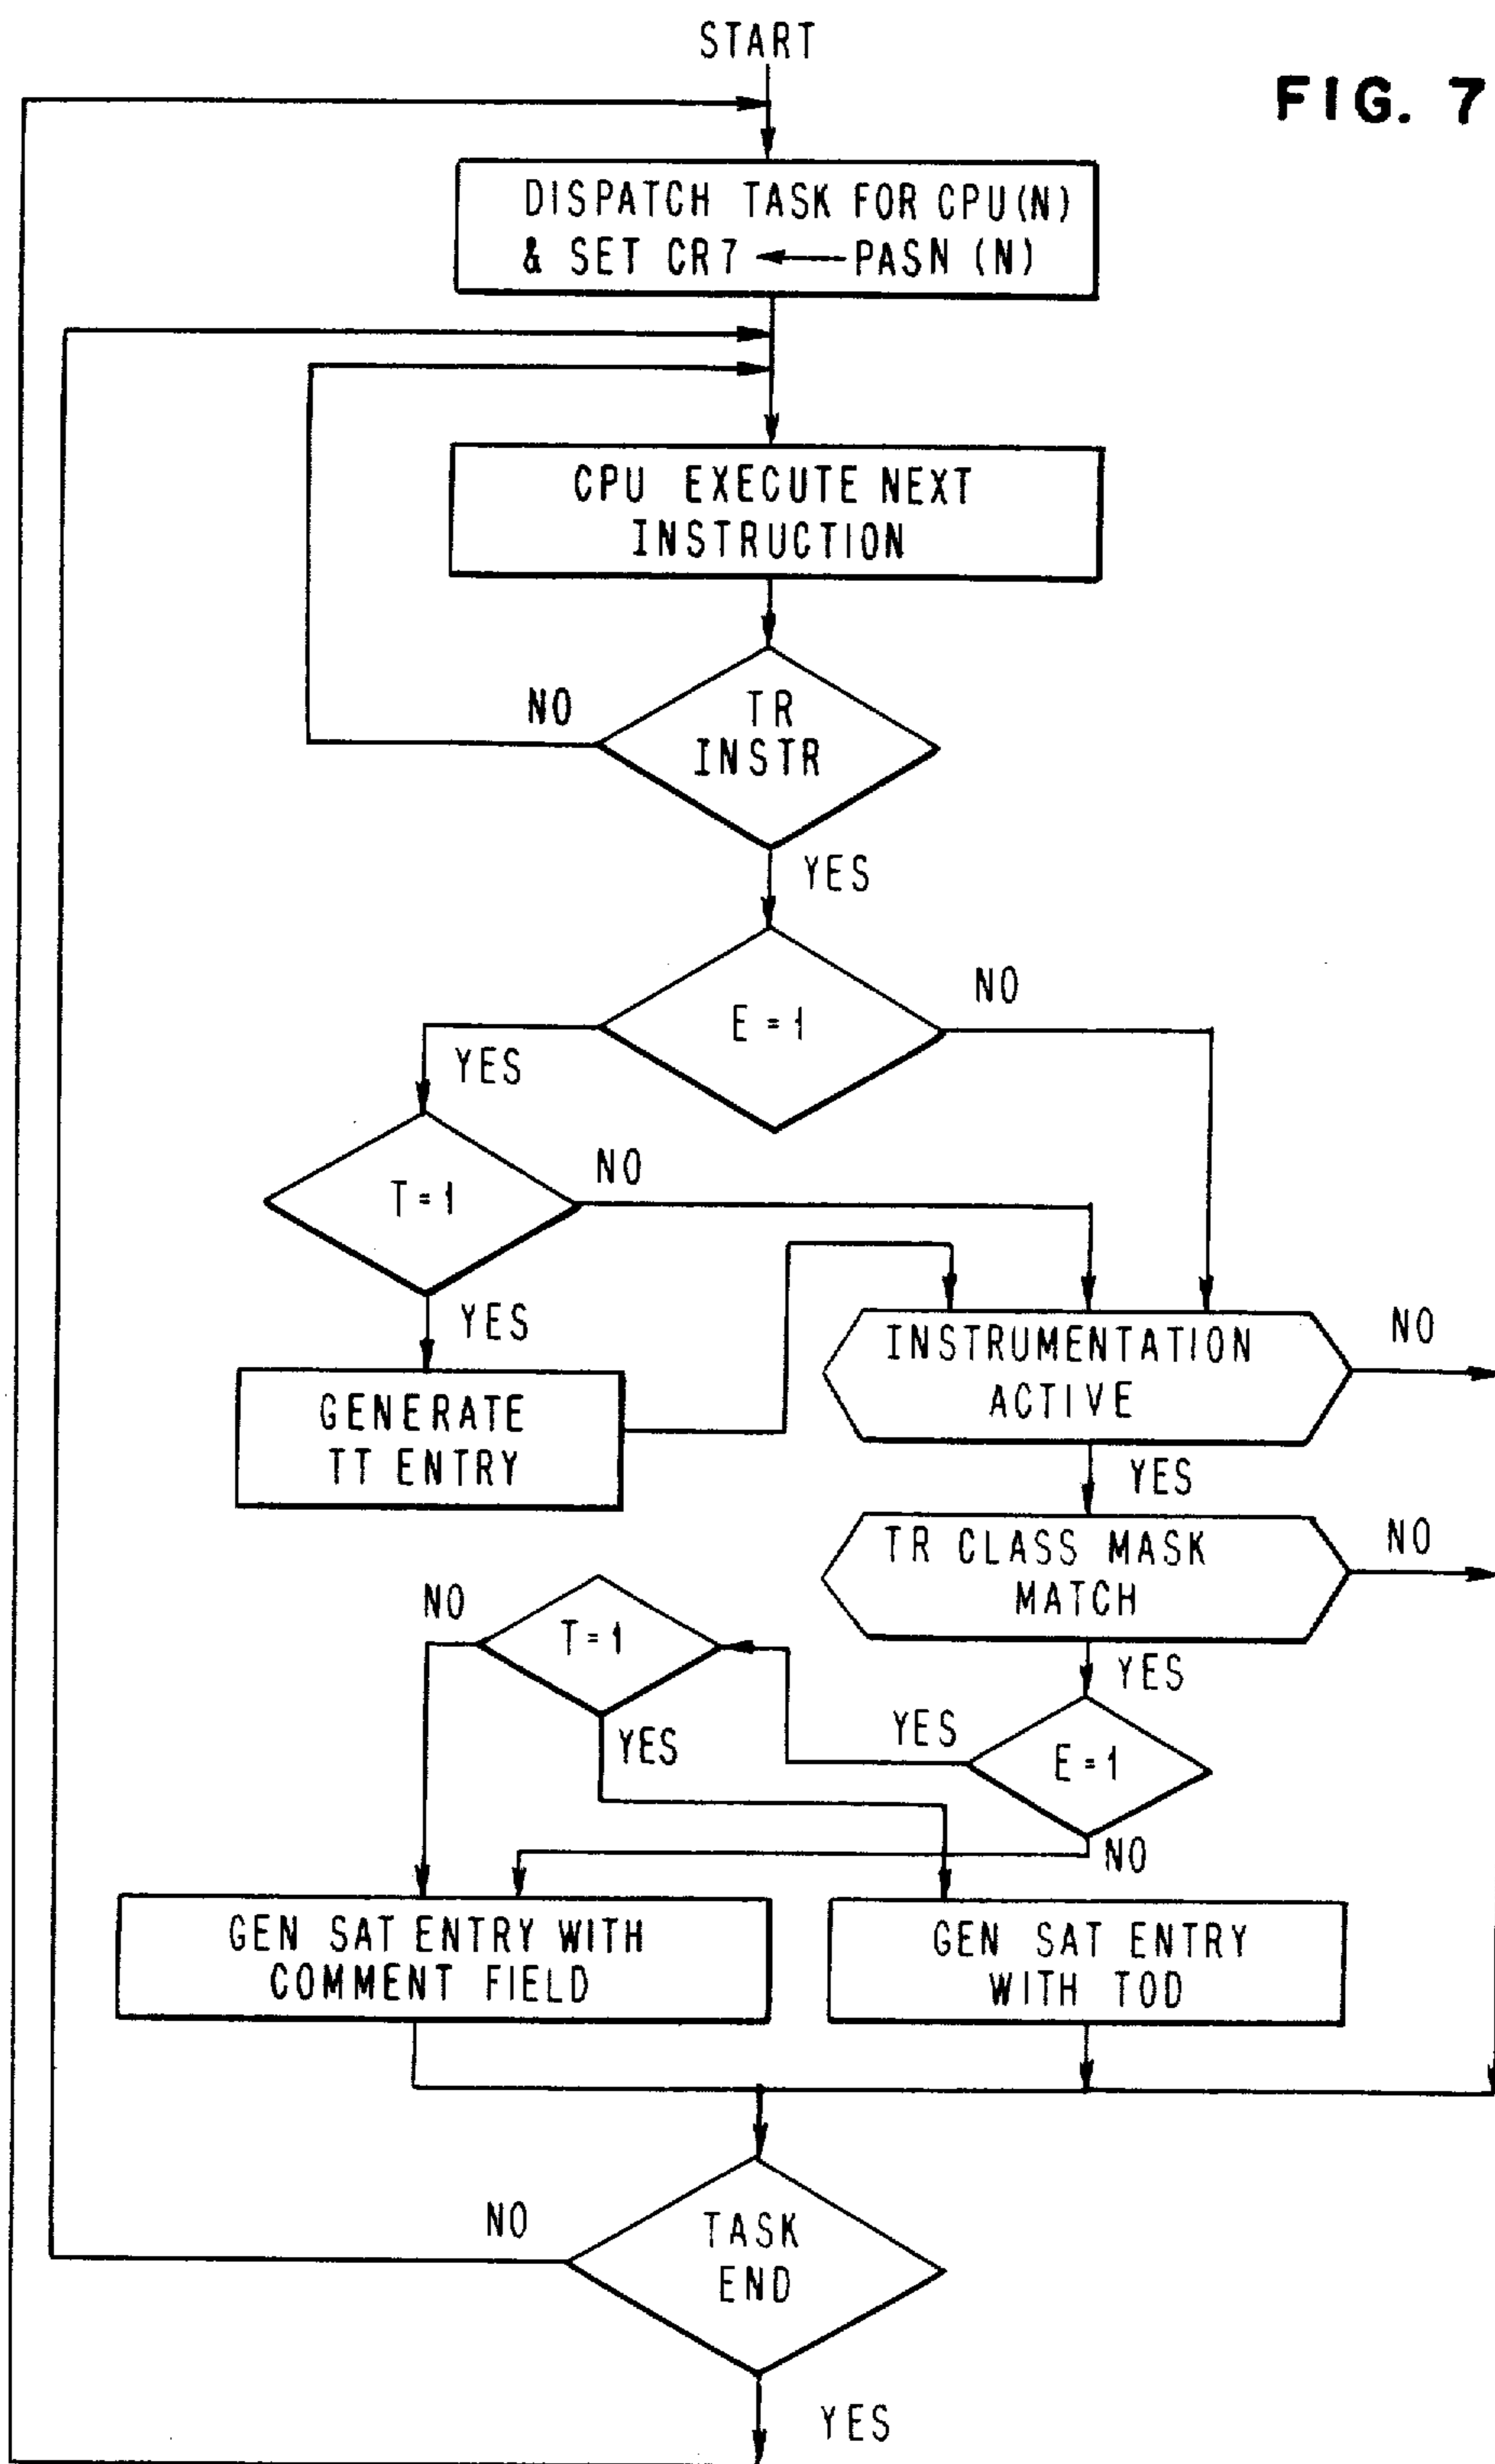 START
FIG. 7
DISPATCH TASK FOR CPU(N)
& SET CR7 ← PASN (N)
CPU EXECUTE NEXT
INSTRUCTION
NO
TR
INSTR
YES
E = 1
NO
YES
T = 1
NO
YES
GENERATE
TT ENTRY
INSTRUMENTATION
ACTIVE
NO
YES
TR CLASS MASK
MATCH
NO
NO
T = 1
YES
YES
YES
E = 1
NO
GEN SAT ENTRY WITH
COMMENT FIELD
GEN SAT ENTRY
WITH TOD
NO
TASK
END
YES